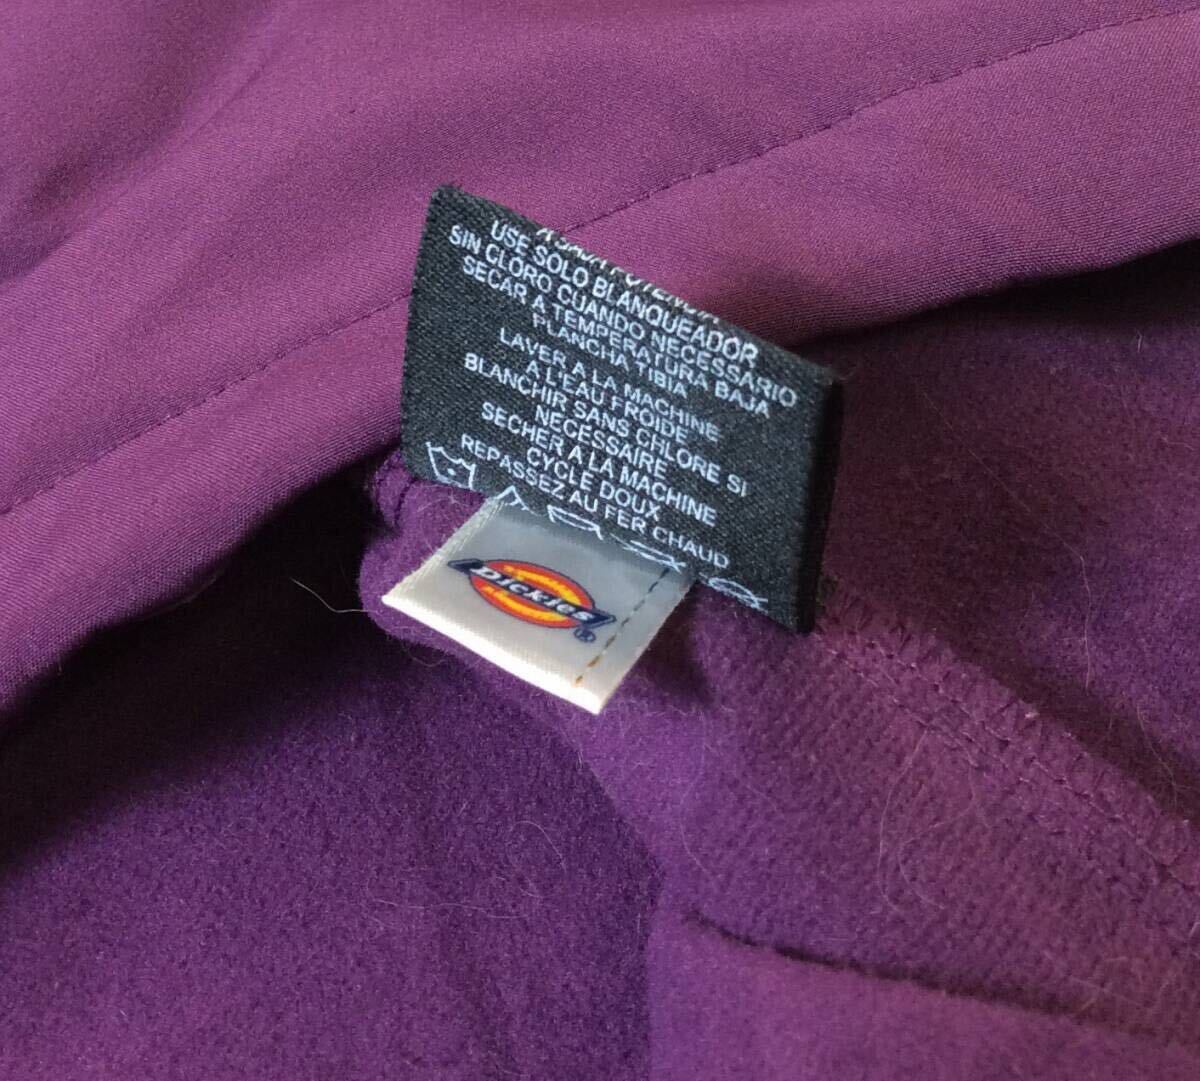 USE SOLO BLANQUEADOR
SIN CLORO CUANDO NECESSÁRIO
SECAR A TEMPERATURA BAJA
PLANCHA TIBIA
LAVER A LA MACHINE
A L'EAU FROIDE
BLANCHIR SANS CHLORE SI
NECESSAIRE
SECHER A LA MACHINE
CYCLE DOUX
REPASSEZ AU FER CHAUD
Dickies®